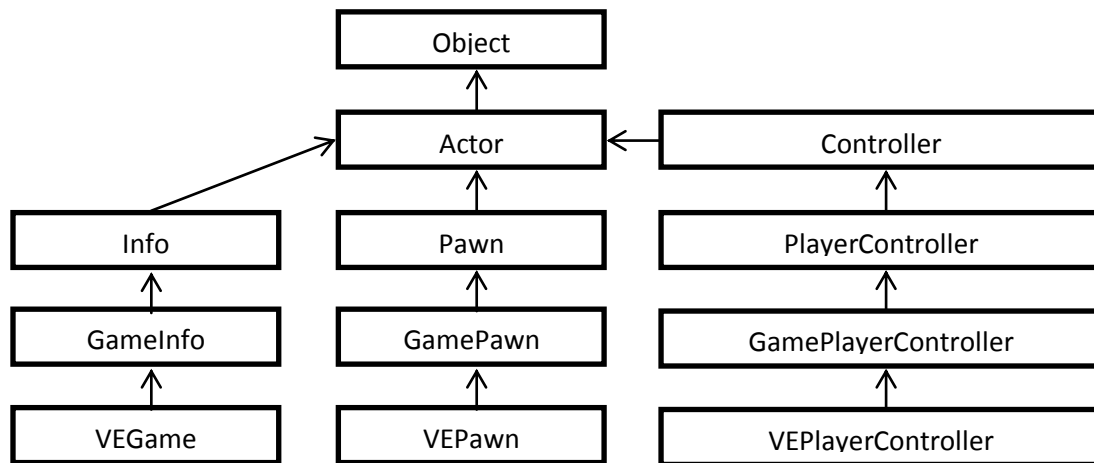 Object
Actor
Controller
Info
Pawn
PlayerController
GameInfo
GamePawn
GamePlayerController
VEGame
VEPawn
VEPlayerController